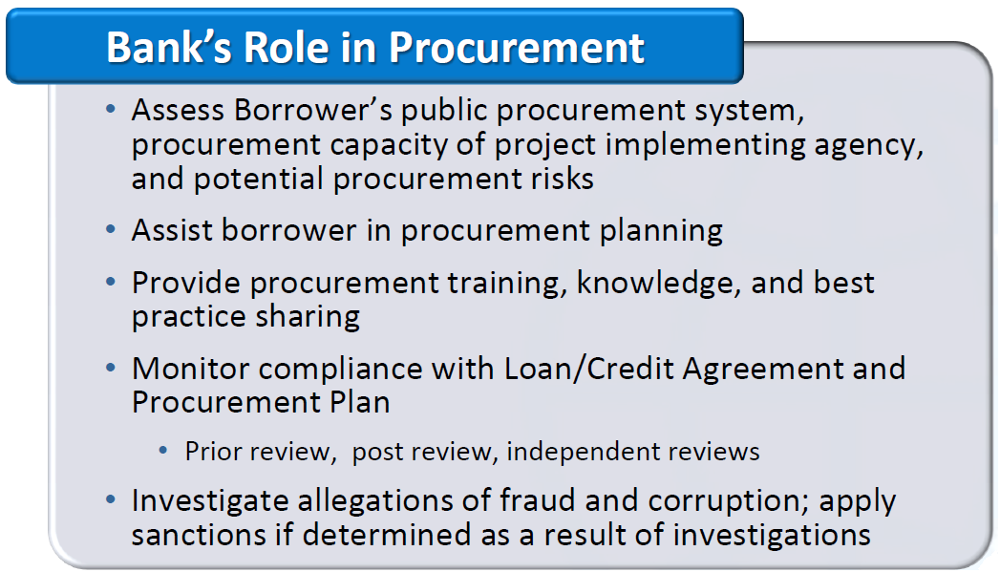 Bank's Role in Procurement
• Assess Borrower's public procurement system,
procurement capacity of project implementing agency,
and potential procurement risks
• Assist borrower in procurement planning
• Provide procurement training, knowledge, and best
practice sharing
• Monitor compliance with Loan/Credit Agreement and
Procurement Plan
• Prior review,  post review, independent reviews
• Investigate allegations of fraud and corruption; apply
sanctions if determined as a result of investigations